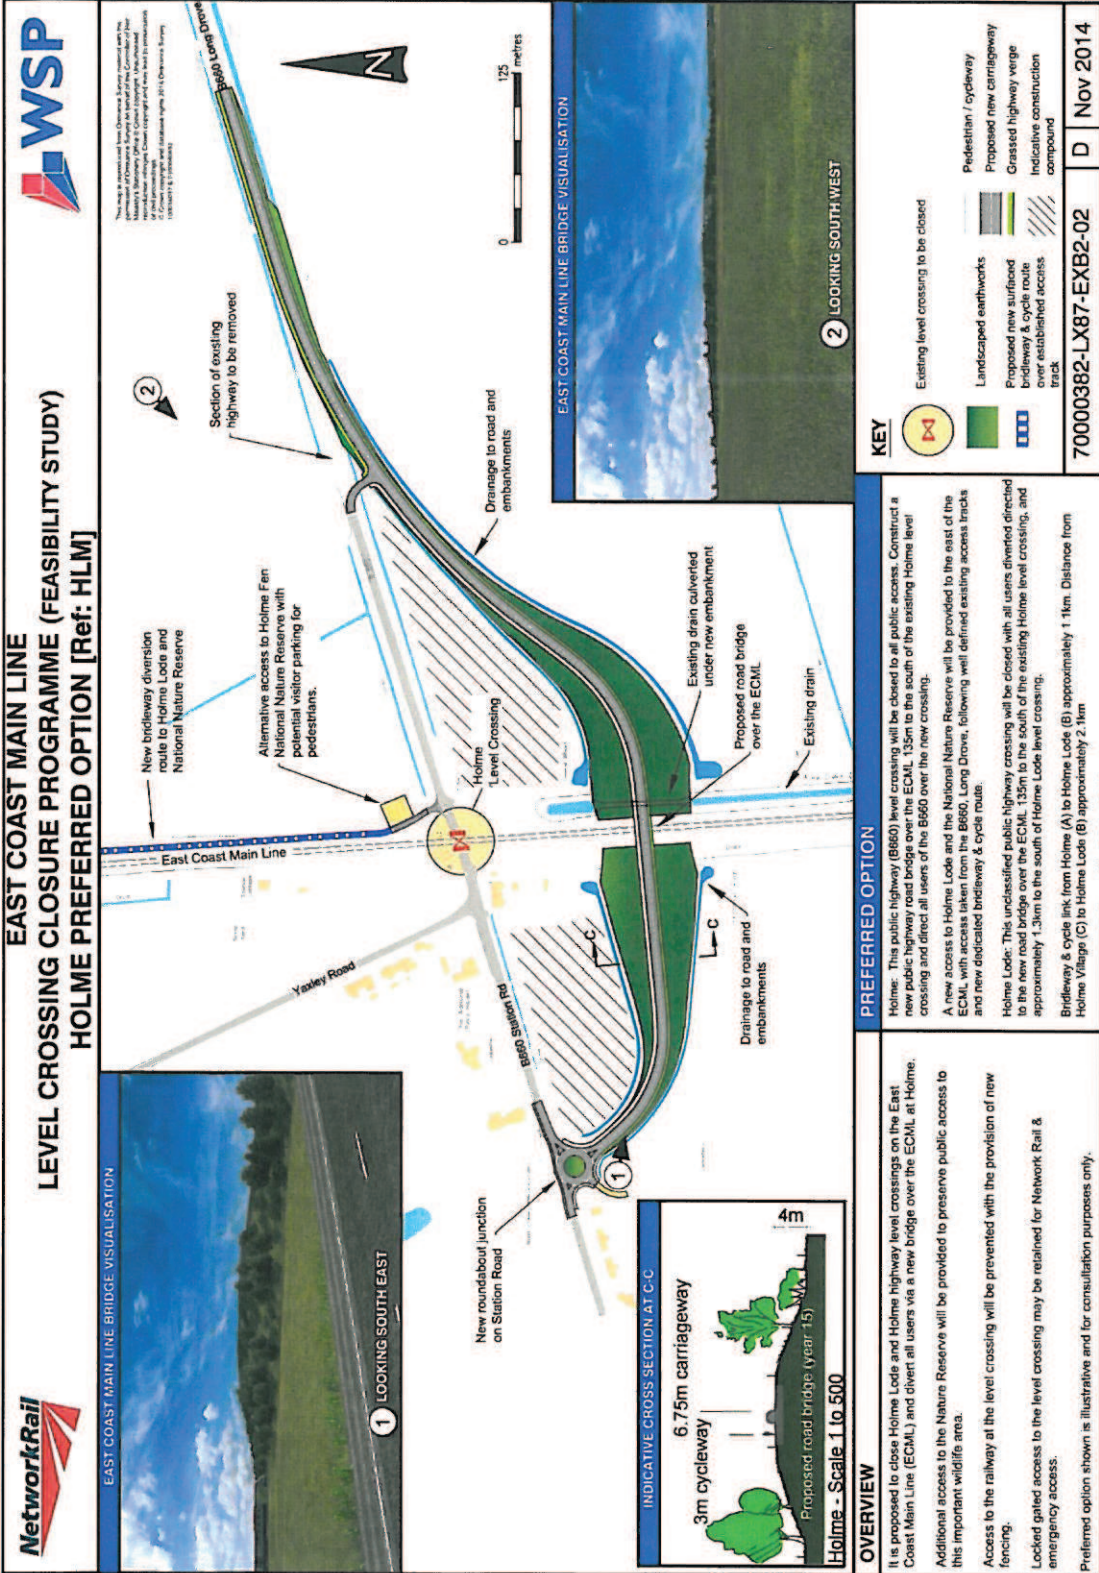 NetworkRail
EAST COAST MAIN LINE
LEVEL CROSSING CLOSURE PROGRAMME (FEASIBILITY STUDY)
HOLME PREFERRED OPTION [Ref: HLM]
WSP
EAST COAST MAIN LINE BRIDGE VISUALISATION
1 LOOKING SOUTH EAST
New bridleway diversion
route to Holme Lode and
National Nature Reserve
Alternative access to Holme Fen
National Nature Reserve with
potential visitor parking for
pedestrians.
Section of existing
highway to be removed
2
B660 Long Drove
N
0
125
metres
East Coast Main Line
Yaxley Road
Holme
Level Crossing
B660 Station Rd
New roundabout junction
on Station Road
1
Drainage to road and
embankments
Existing drain culverted
under new embankment
Proposed road bridge
over the ECML
Existing drain
C
C
Drainage to road and
embankments
EAST COAST MAIN LINE BRIDGE VISUALISATION
2 LOOKING SOUTH WEST
INDICATIVE CROSS SECTION AT C-C
6.75m carriageway
3m cycleway
4m
Proposed road bridge (year 15)
Holme - Scale 1 to 500
OVERVIEW
It is proposed to close Holme Lode and Holme highway level crossings on the East
Coast Main Line (ECML) and divert all users via a new bridge over the ECML at Holme.
Additional access to the Nature Reserve will be provided to preserve public access to
this important wildlife area.
Access to the railway at the level crossing will be prevented with the provision of new
fencing.
Locked gated access to the level crossing may be retained for Network Rail &
emergency access.
Preferred option shown is illustrative and for consultation purposes only.
PREFERRED OPTION
Holme: This public highway (B660) level crossing will be closed to all public access. Construct a
new public highway road bridge over the ECML 135m to the south of the existing Holme level
crossing and direct all users of the B660 over the new crossing.
A new access to Holme Lode and the National Nature Reserve will be provided to the east of the
ECML with access taken from the B660, Long Drove, following well defined existing access tracks
and new dedicated bridleway & cycle route.
Holme Lode: This unclassified public highway crossing will be closed with all users diverted directed
to the new road bridge over the ECML 135m to the south of the existing Holme level crossing, and
approximately 1.3km to the south of Holme Lode level crossing.
Bridleway & cycle link from Holme (A) to Holme Lode (B) approximately 1.1km. Distance from
Holme Village (C) to Holme Lode (B) approximately 2.1km
KEY
Existing level crossing to be closed
Landscaped earthworks
Proposed new surfaced
bridleway & cycle route
over established access
track
Pedestrian / cycleway
Proposed new carriageway
Grassed highway verge
Indicative construction
compound
70000382-LX87-EXB2-02
D
Nov 2014